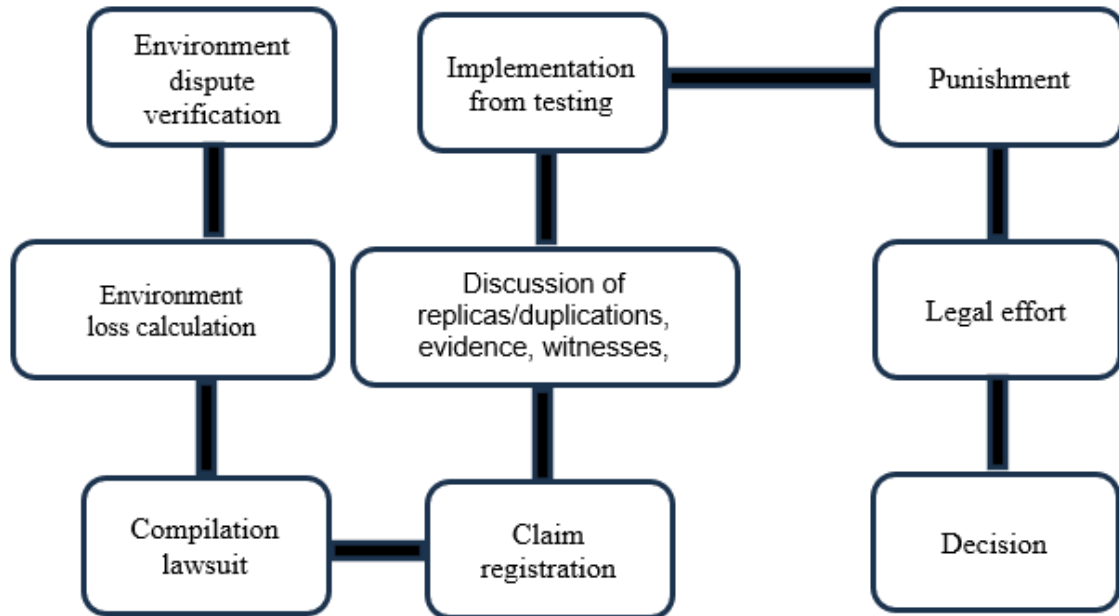 Environment
dispute
verification
Implementation
from testing
Punishment
Environment
loss calculation
Discussion of
replicas/duplications,
evidence, witnesses,
Legal effort
Compilation
lawsuit
Claim
registration
Decision